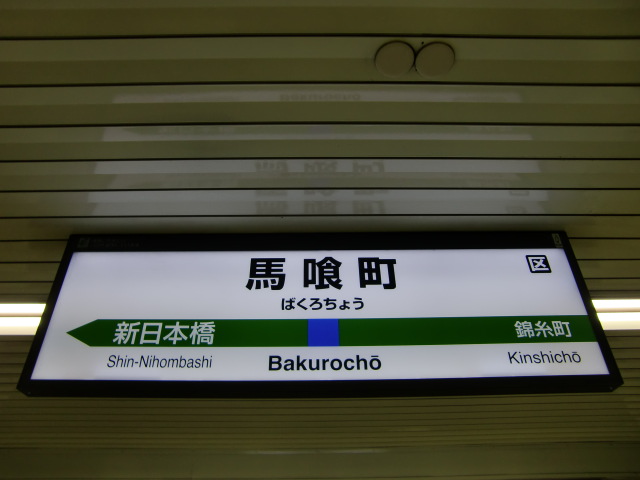 馬喰町
区
ばくろちょう
新日本橋
錦糸町
Shin-Nihombashi
Bakurochō
Kinshichō